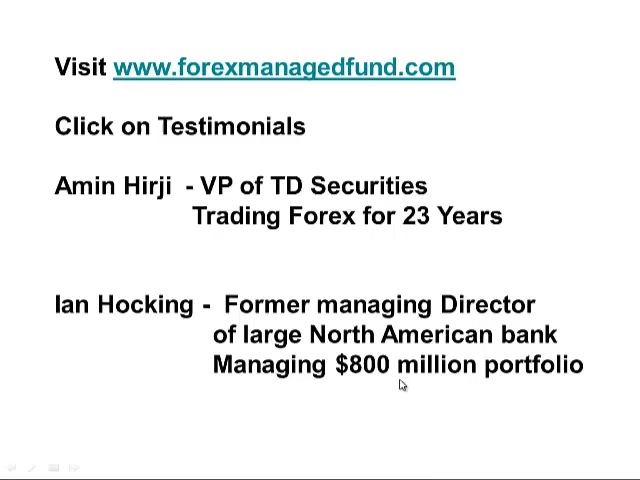 Visit www.forexmanagedfund.com
Click on Testimonials
Amin Hirji - VP of TD Securities
Trading Forex for 23 Years
Ian Hocking - Former managing Director
of large North American bank
Managing $800 million portfolio